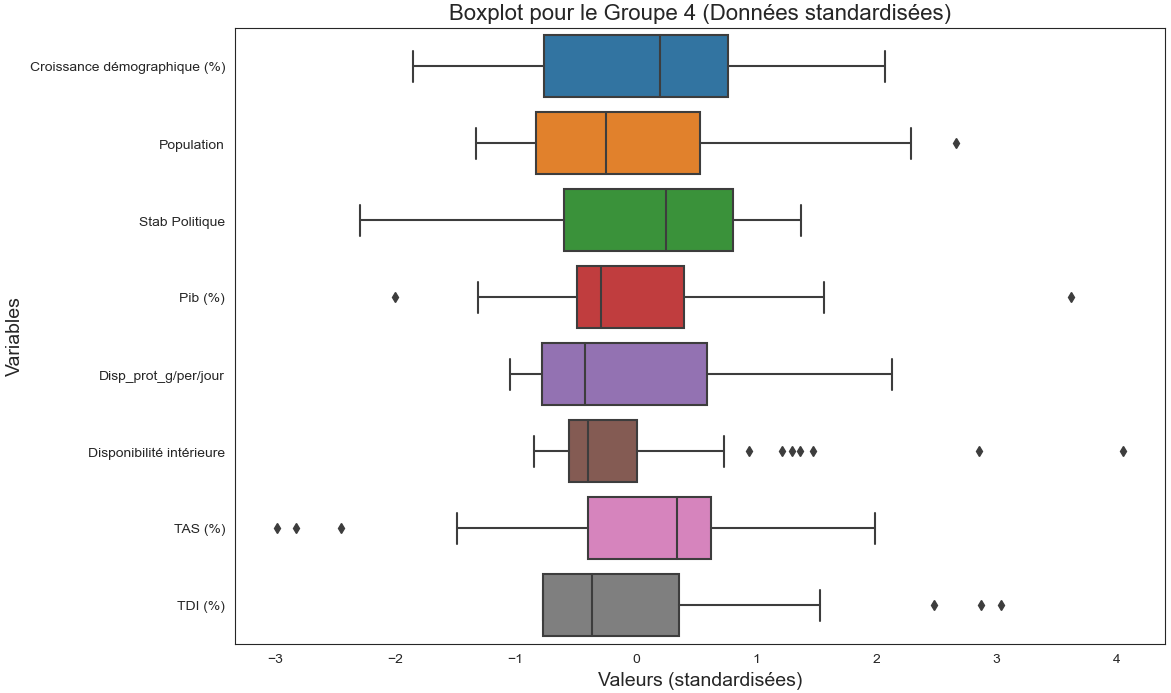 Boxplot pour le Groupe 4 (Données standardisées)
Croissance démographique (%)
Population
Stab Politique
Pib (%)
Disp_prot_g/per/jour
Disponibilité intérieure
TAS (%)
TDI (%)
Variables
−3 −2 −1 0 1 2 3 4
Valeurs (standardisées)